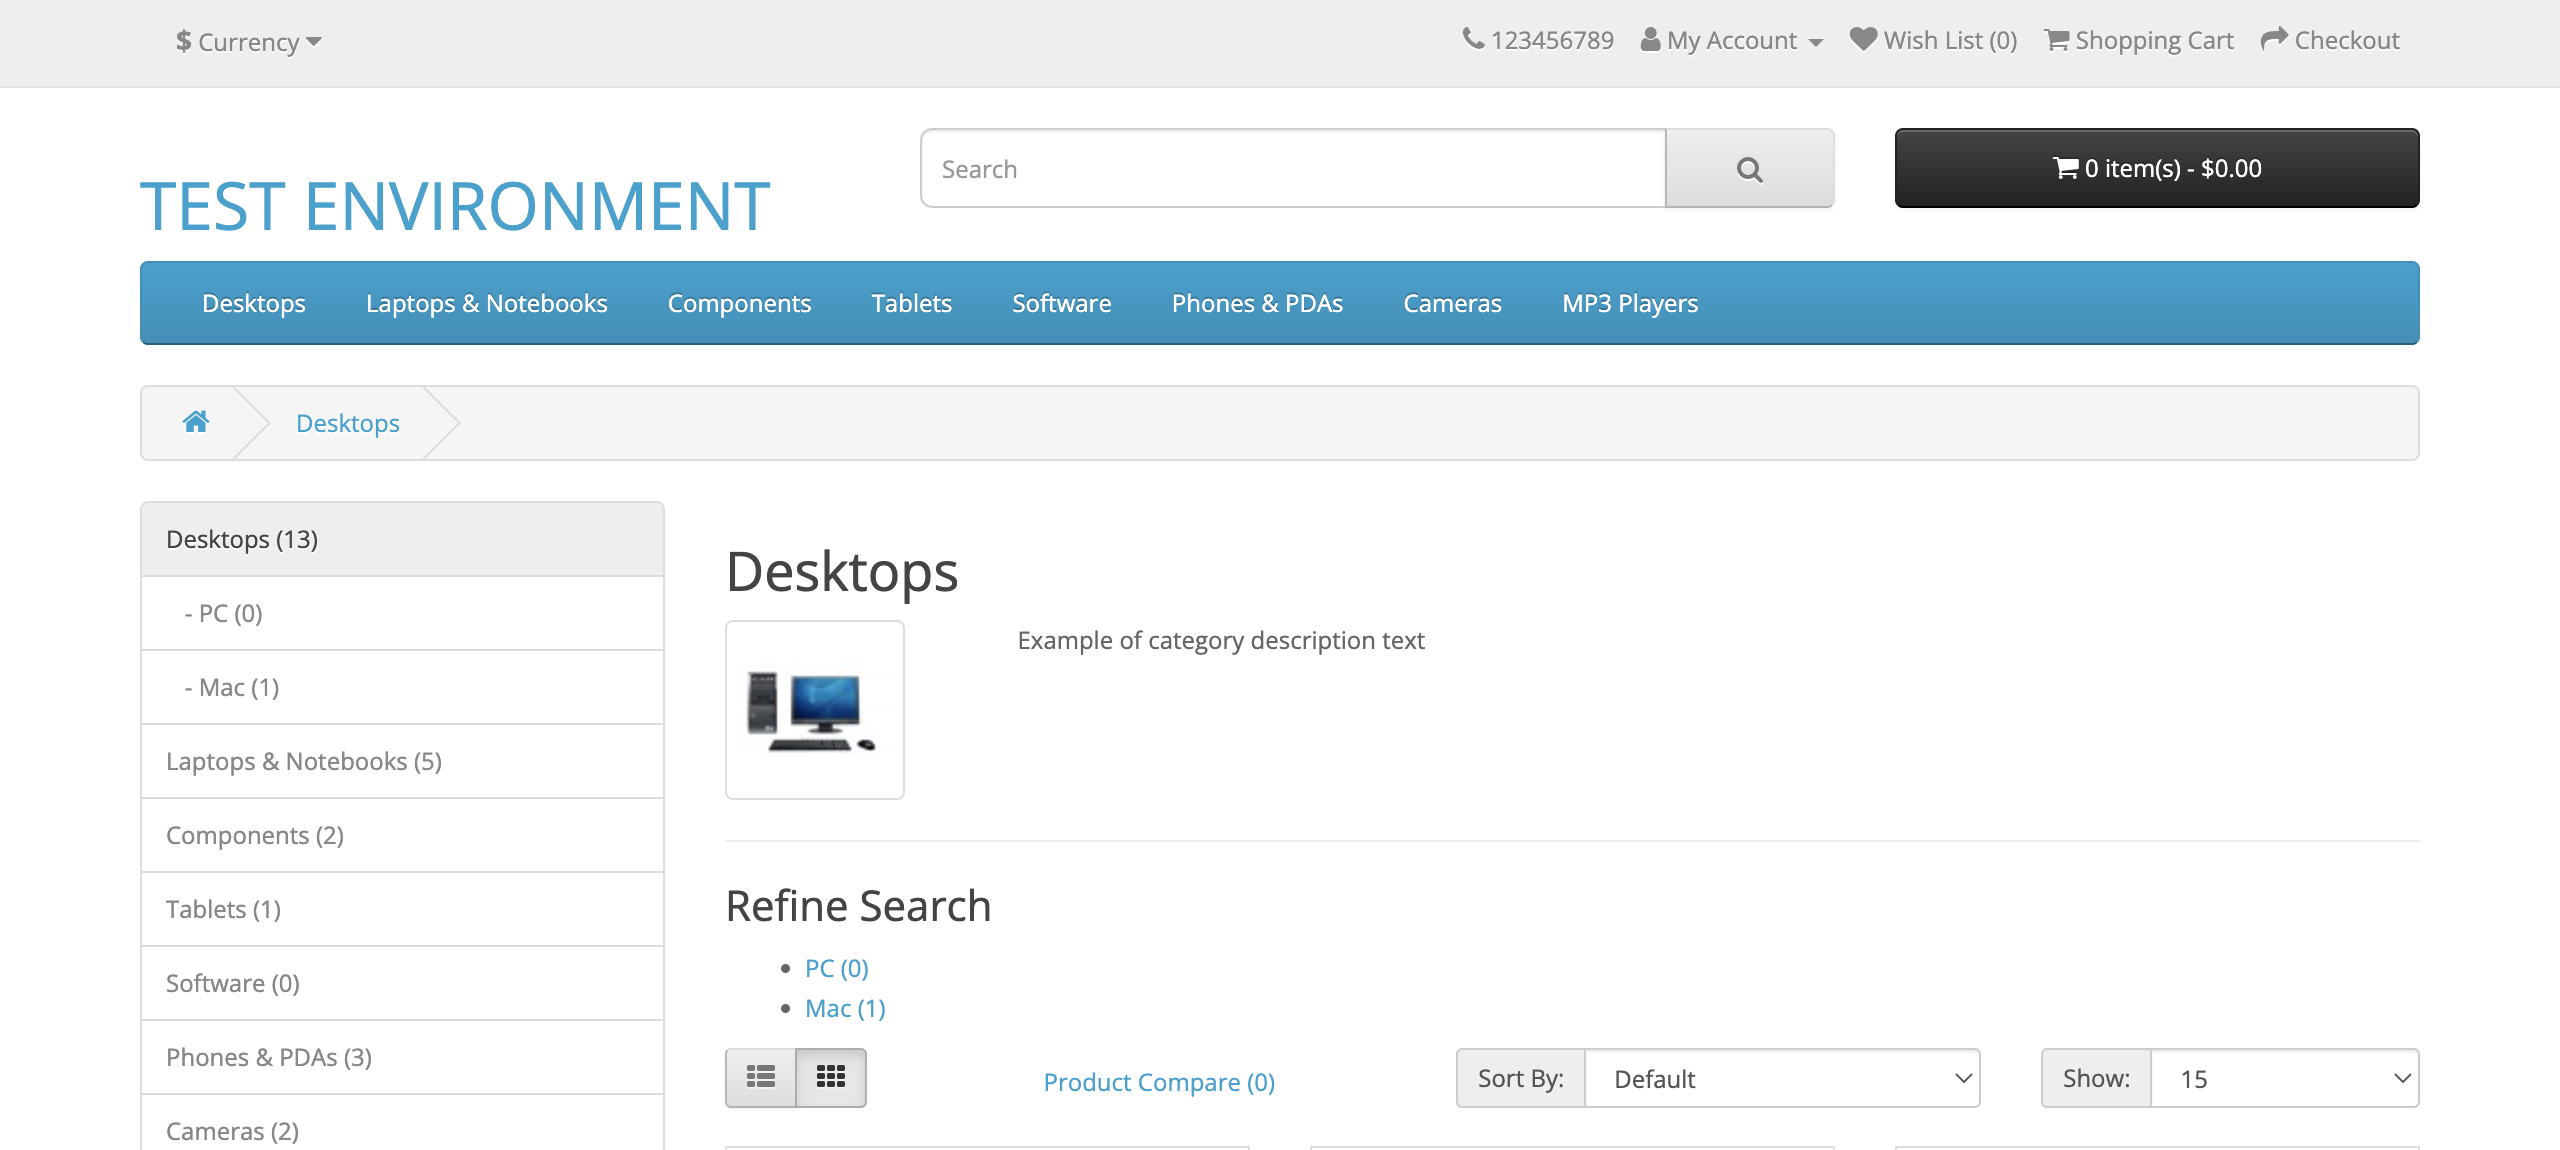 $ Currency
123456789 My Account Wish List (0) Shopping Cart Checkout
TEST ENVIRONMENT
Search
0 item(s) - $0.00
Desktops Laptops & Notebooks Components Tablets Software Phones & PDAs Cameras MP3 Players
Desktops
Desktops (13)
- PC (0)
- Mac (1)
Laptops & Notebooks (5)
Components (2)
Tablets (1)
Software (0)
Phones & PDAs (3)
Cameras (2)
Desktops
Example of category description text
Refine Search
PC (0)
Mac (1)
Product Compare (0)
Sort By: Default
Show: 15